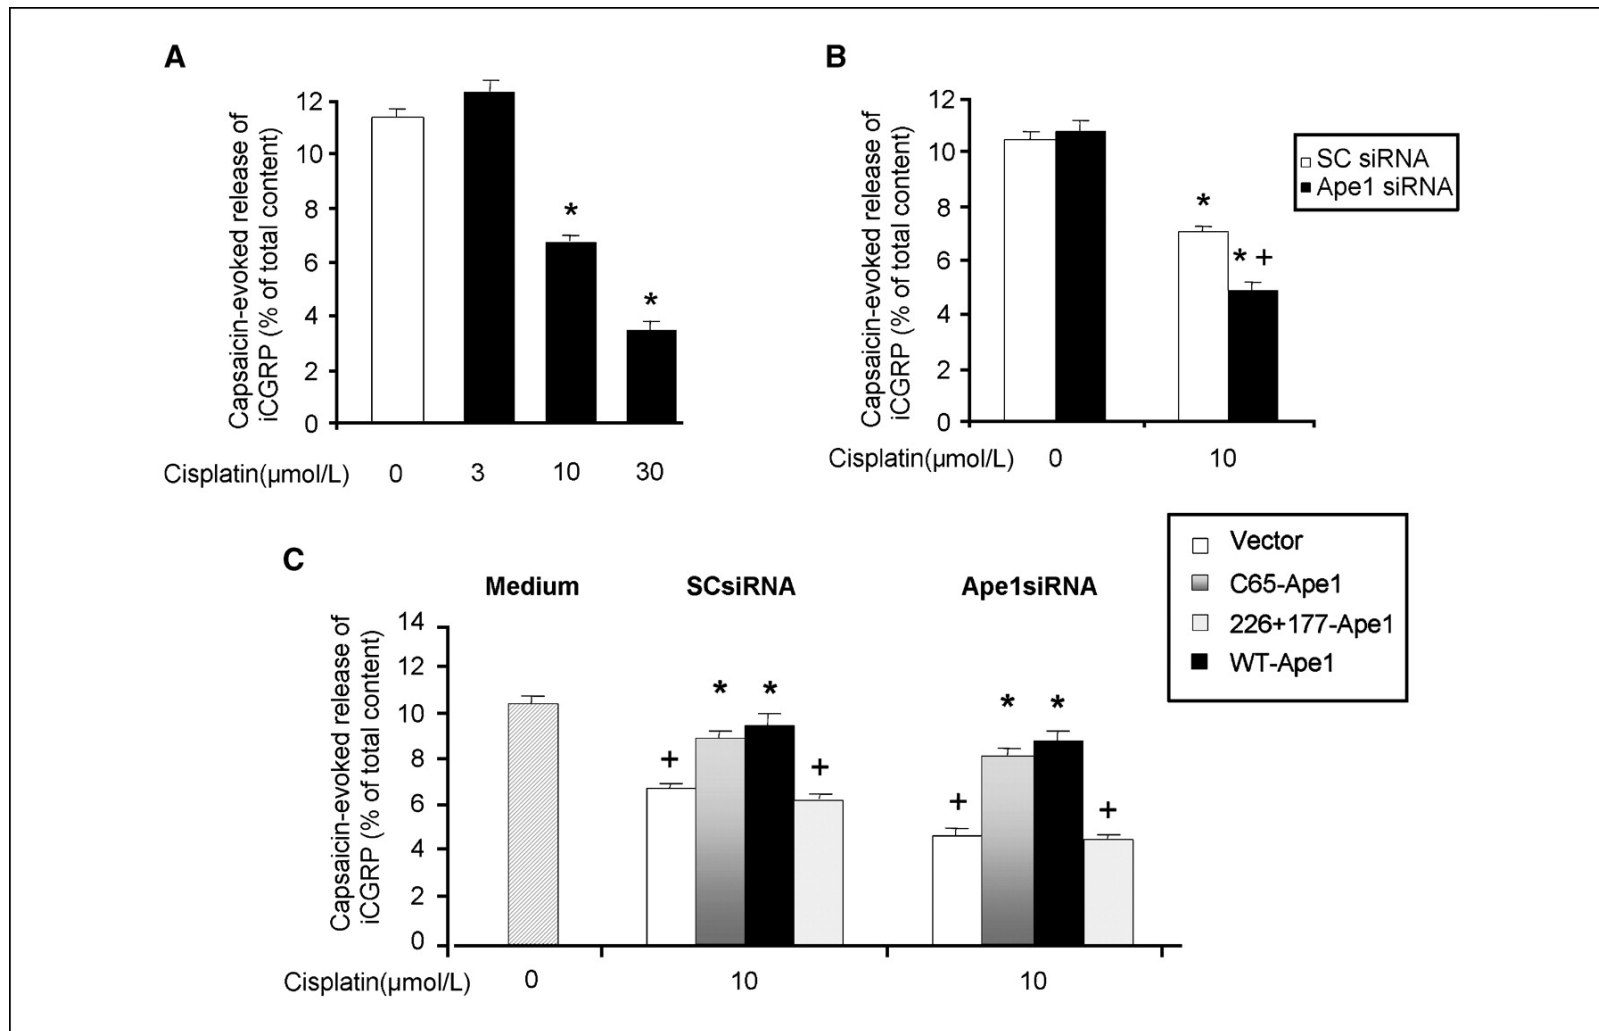 A
Capsaicin-evoked release of
iCGRP (% of total content)
12
10
8
6
4
2
0
*
*
Cisplatin(μmol/L) 0 3 10 30
B
Capsaicin-evoked release of
iCGRP (% of total content)
12
10
8
6
4
2
0
*
* +
Cisplatin(μmol/L) 0 10
SC siRNA
Ape1 siRNA
C
Medium SCsiRNA Ape1siRNA
Capsaicin-evoked release of
iCGRP (% of total content)
14
12
10
8
6
4
2
0
+ * * +
+ * * +
Cisplatin(μmol/L) 0 10 10
Vector
C65-Ape1
226+177-Ape1
WT-Ape1